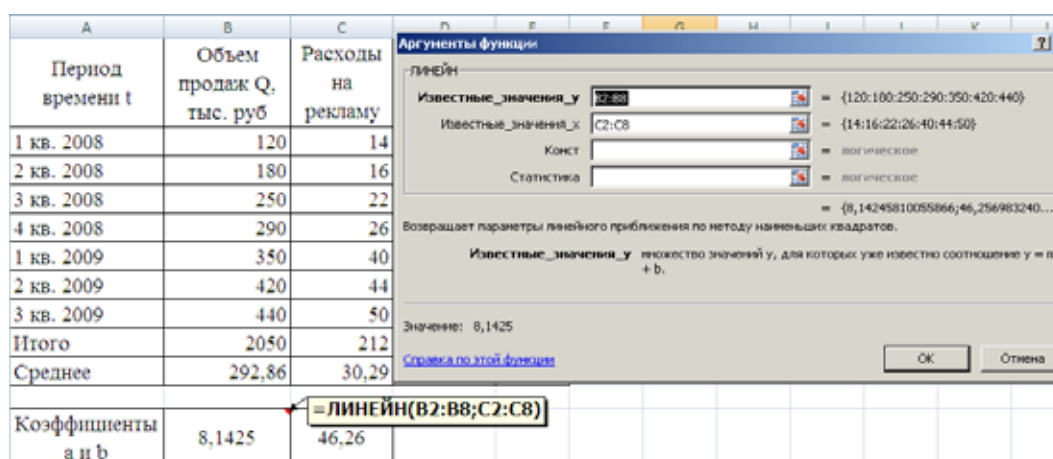 A B C D E F G H I J K
Период
времени t
Объем
продаж Q,
тыс. руб
Расходы
на
рекламу
1 кв. 2008 120 14
2 кв. 2008 180 16
3 кв. 2008 250 22
4 кв. 2008 290 26
1 кв. 2009 350 40
2 кв. 2009 420 44
3 кв. 2009 440 50
Итого 2050 212
Среднее 292,86 30,29
Коэффициенты
a и b
8,1425 46,26
=ЛИНЕЙН(B2:B8;C2:C8)
Аргументы функции ?
ЛИНЕЙН
Известные_значения_y B2:B8 = {120:180:250:290:350:420:440}
Известные_значения_x C2:C8 = {14:16:22:26:40:44:50}
Конст = логическое
Статистика = логическое
= {8,14245810055866;46,256983240...
Возвращает параметры линейного приближения по методу наименьших квадратов.
Известные_значения_y множество значений y, для которых уже известно соотношение y = m
+ b.
Значение: 8,1425
Справка по этой функции
OK Отмена